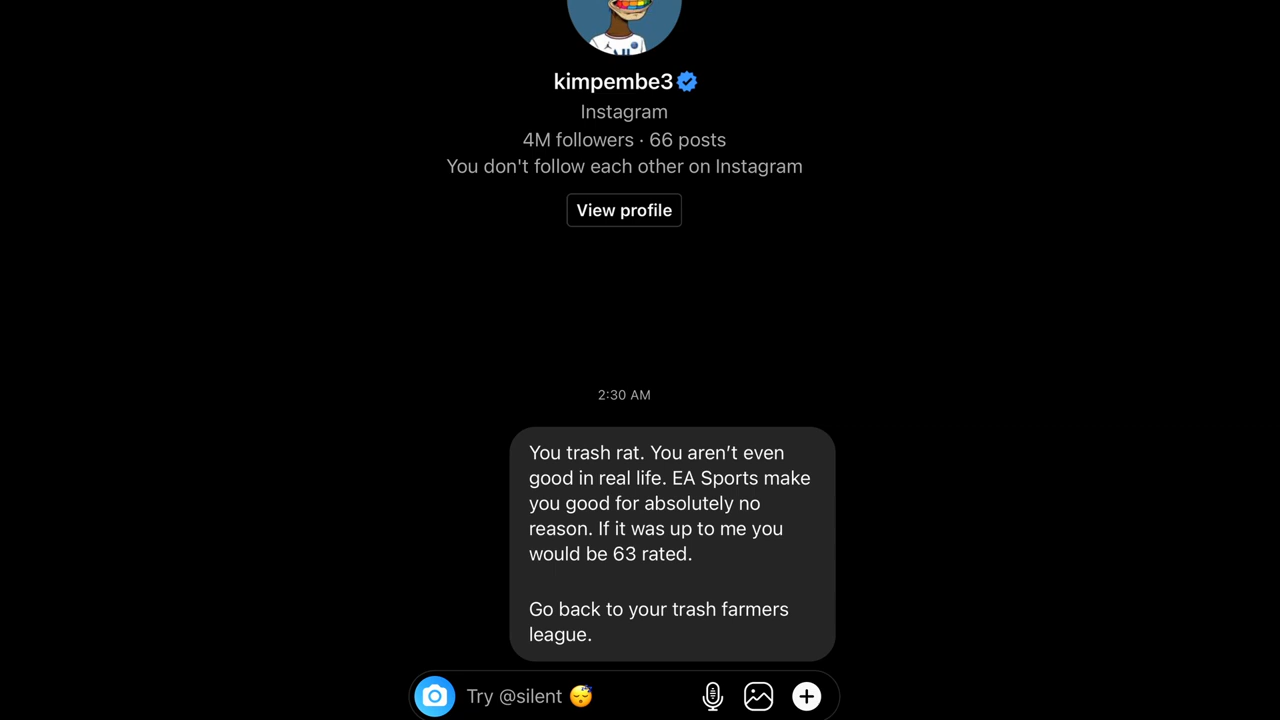 kimpembe3
Instagram
4M followers · 66 posts
You don't follow each other on Instagram
View profile
2:30 AM
You trash rat. You aren’t even
good in real life. EA Sports make
you good for absolutely no
reason. If it was up to me you
would be 63 rated.
Go back to your trash farmers
league.
Try @silent 😴